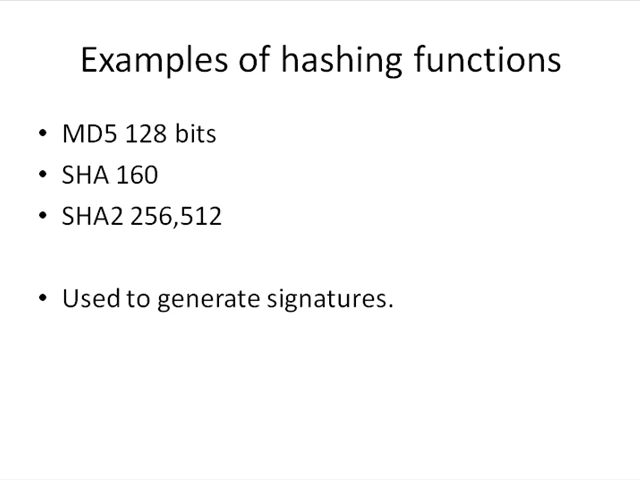 Examples of hashing functions
• MD5 128 bits
• SHA 160
• SHA2 256,512
• Used to generate signatures.